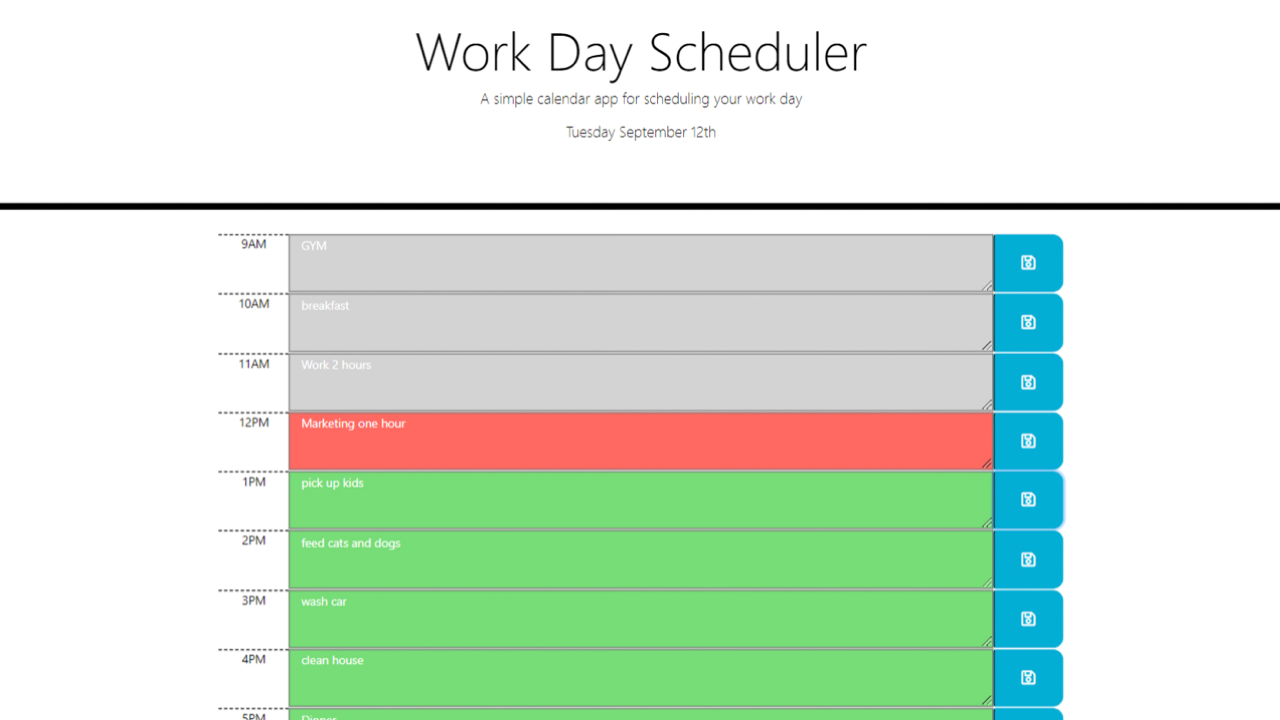 Work Day Scheduler
A simple calendar app for scheduling your work day
Tuesday September 12th
9AM GYM
10AM breakfast
11AM Work 2 hours
12PM Marketing one hour
1PM pick up kids
2PM feed cats and dogs
3PM wash car
4PM clean house
5PM Dinner